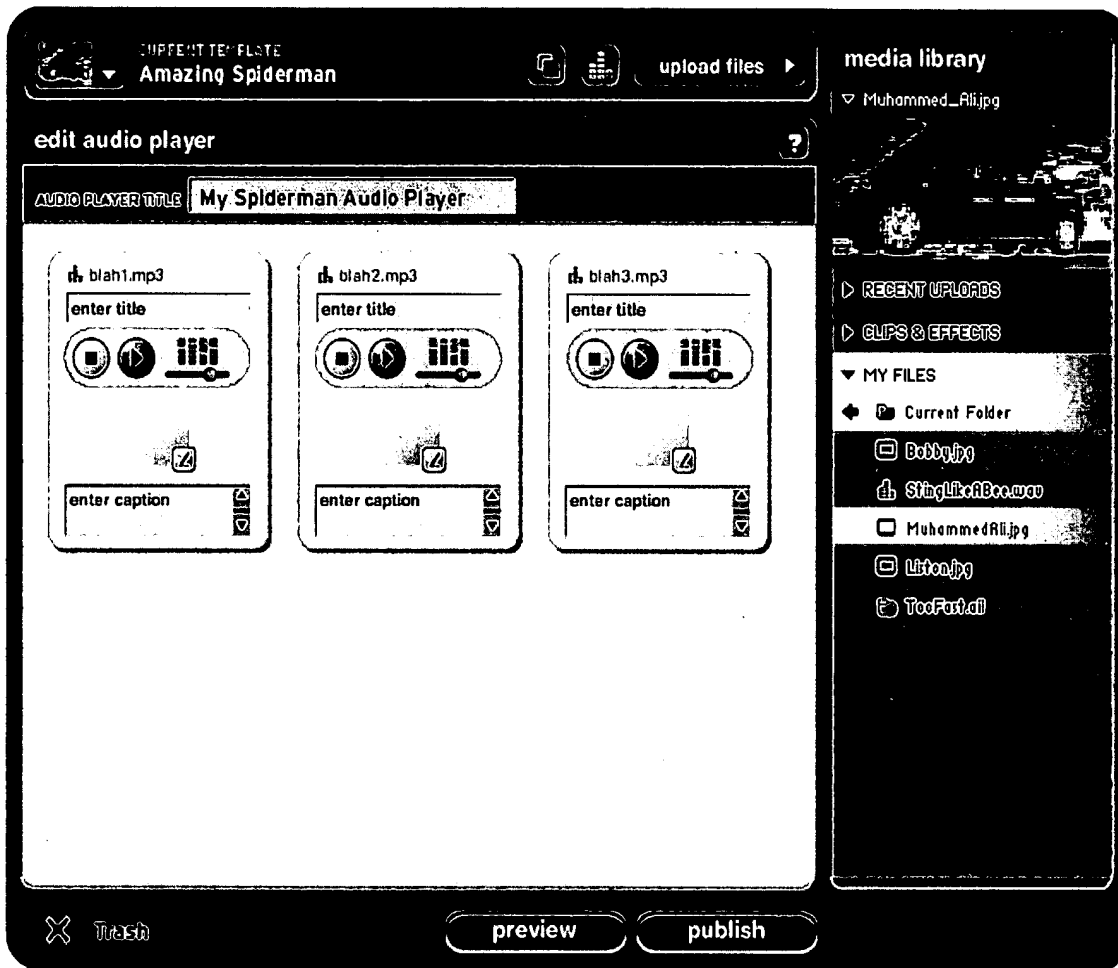 CURRENT TEMPLATE
Amazing Spiderman
upload files
edit audio player
?
AUDIO PLAYER TITLE My Spiderman Audio Player
blah1.mp3
enter title
enter caption
blah2.mp3
enter title
enter caption
blah3.mp3
enter title
enter caption
Trash
preview
publish
media library
Muhammed_Ali.jpg
RECENT UPLOADS
CLIPS & EFFECTS
MY FILES
Current Folder
Bobby.jpg
StingLikeABee.wav
MuhammedAli.jpg
Liston.jpg